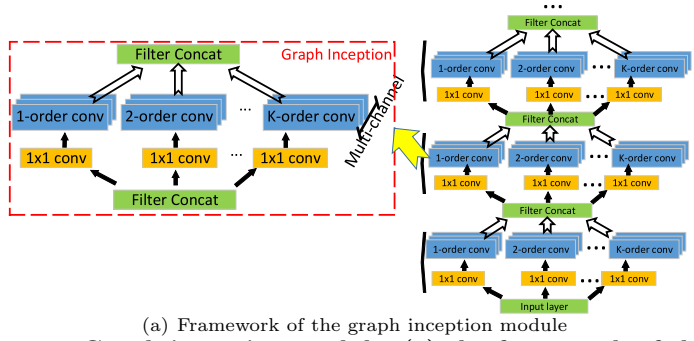 Filter Concat
Graph Inception
1-order conv 2-order conv ... K-order conv
Multi-channel
1x1 conv 1x1 conv ... 1x1 conv
Filter Concat
...
Filter Concat
1-order conv 2-order conv ... K-order conv
1x1 conv 1x1 conv ... 1x1 conv
Filter Concat
1-order conv 2-order conv ... K-order conv
1x1 conv 1x1 conv ... 1x1 conv
Filter Concat
1-order conv 2-order conv ... K-order conv
1x1 conv 1x1 conv ... 1x1 conv
Input layer
(a) Framework of the graph inception module